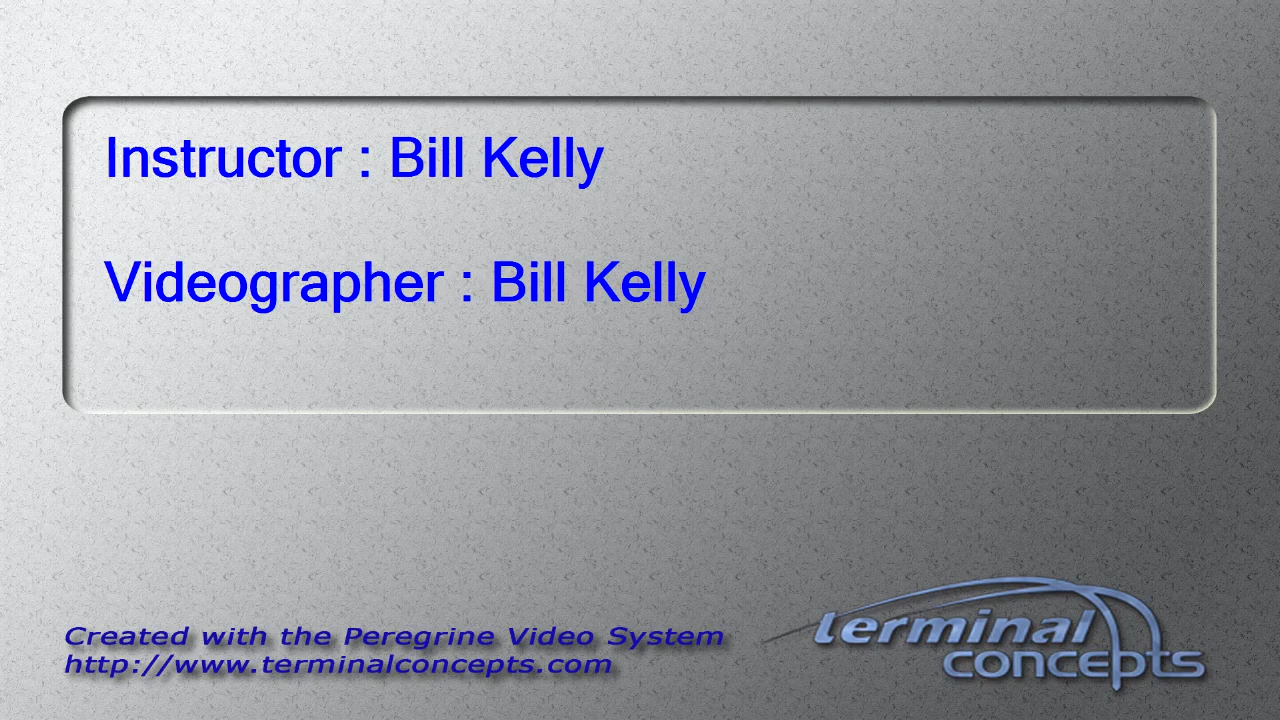 Instructor : Bill Kelly
Videographer : Bill Kelly
Created with the Peregrine Video System
http://www.terminalconcepts.com
terminal
concepts